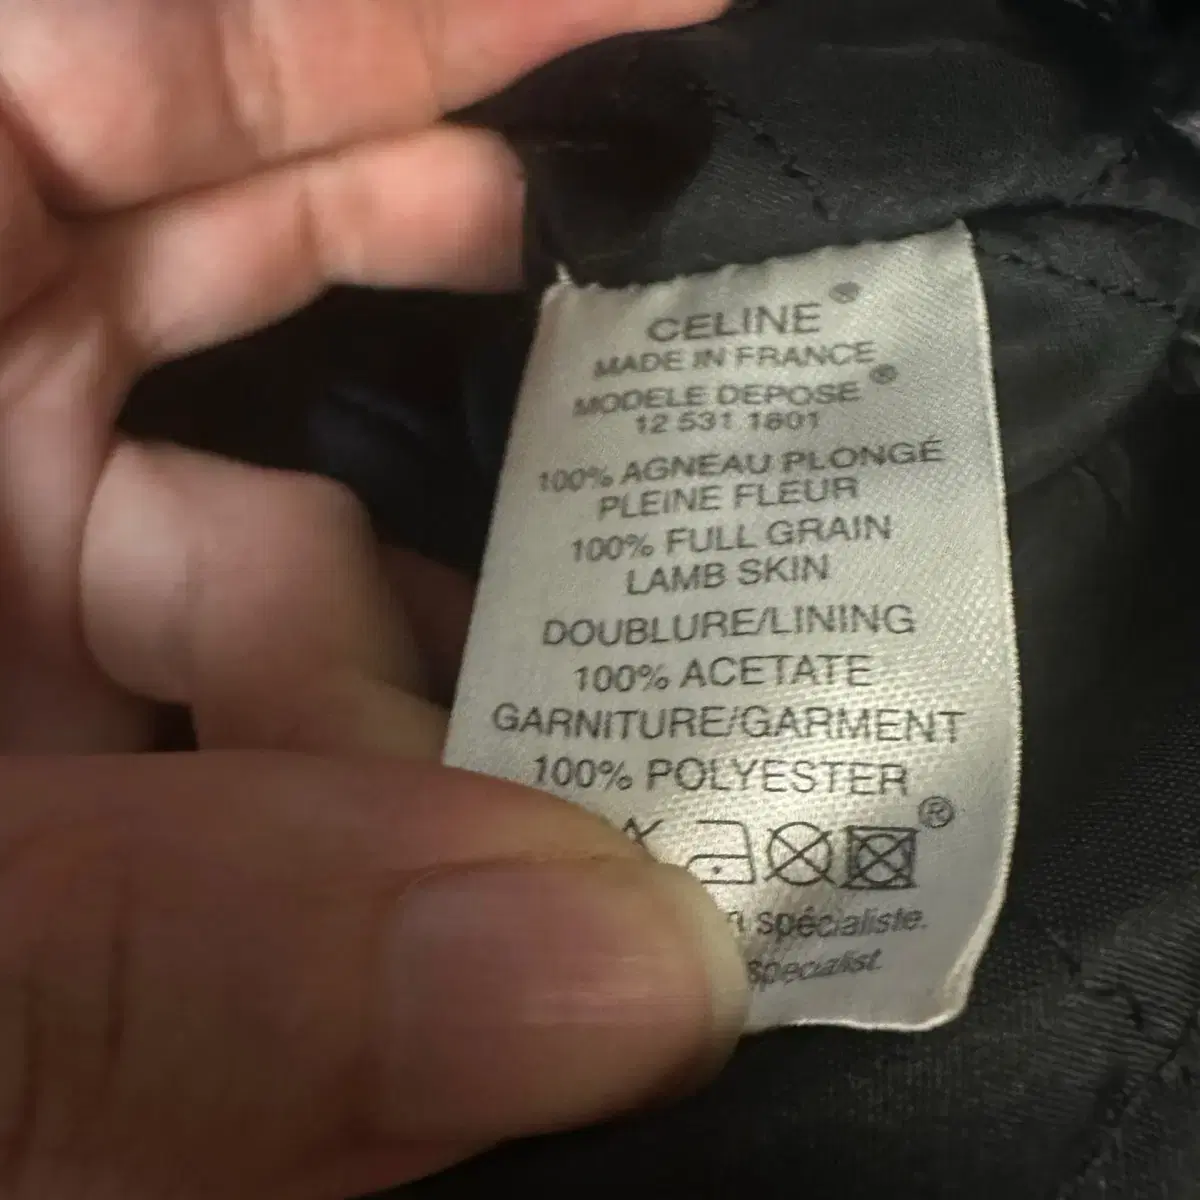 CELINE ®
MADE IN FRANCE
MODELE DEPOSE ®
12 531 1801
100% AGNEAU PLONGÉ
PLEINE FLEUR
100% FULL GRAIN
LAMB SKIN
DOUBLURE/LINING
100% ACETATE
GARNITURE/GARMENT
100% POLYESTER
®
spécialiste.
specialist.